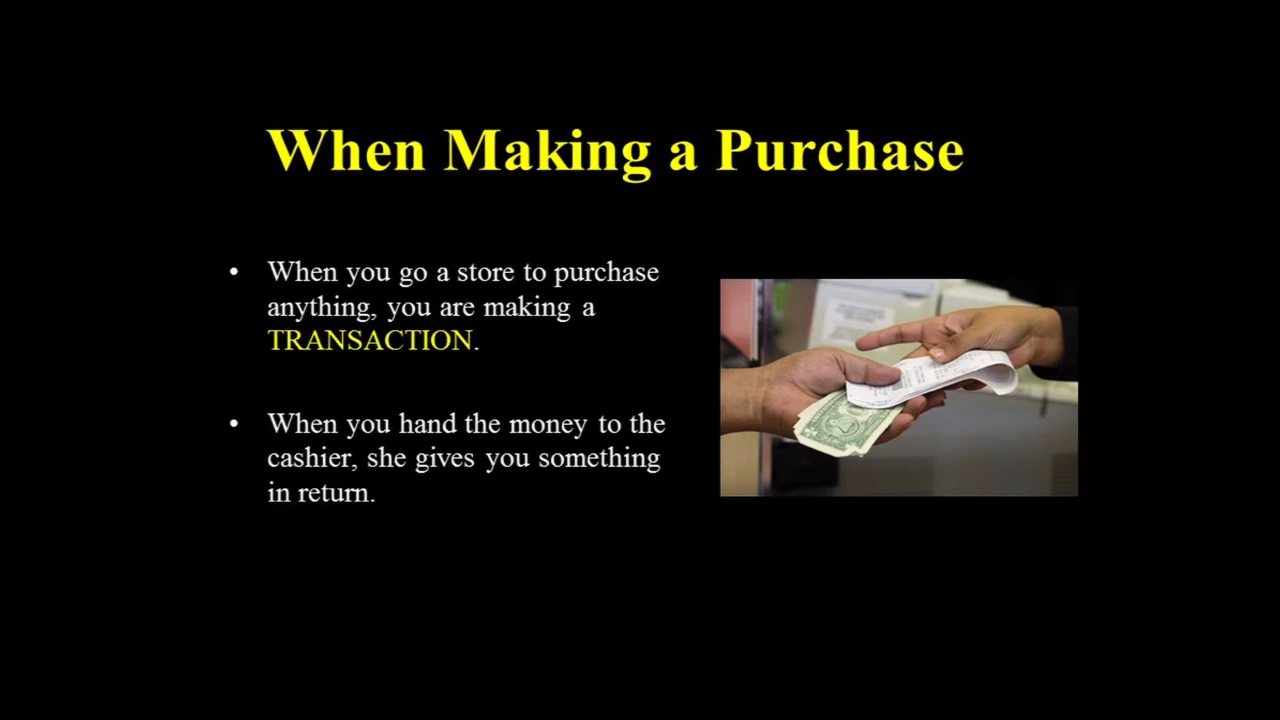 When Making a Purchase
• When you go a store to purchase
anything, you are making a
TRANSACTION.
• When you hand the money to the
cashier, she gives you something
in return.